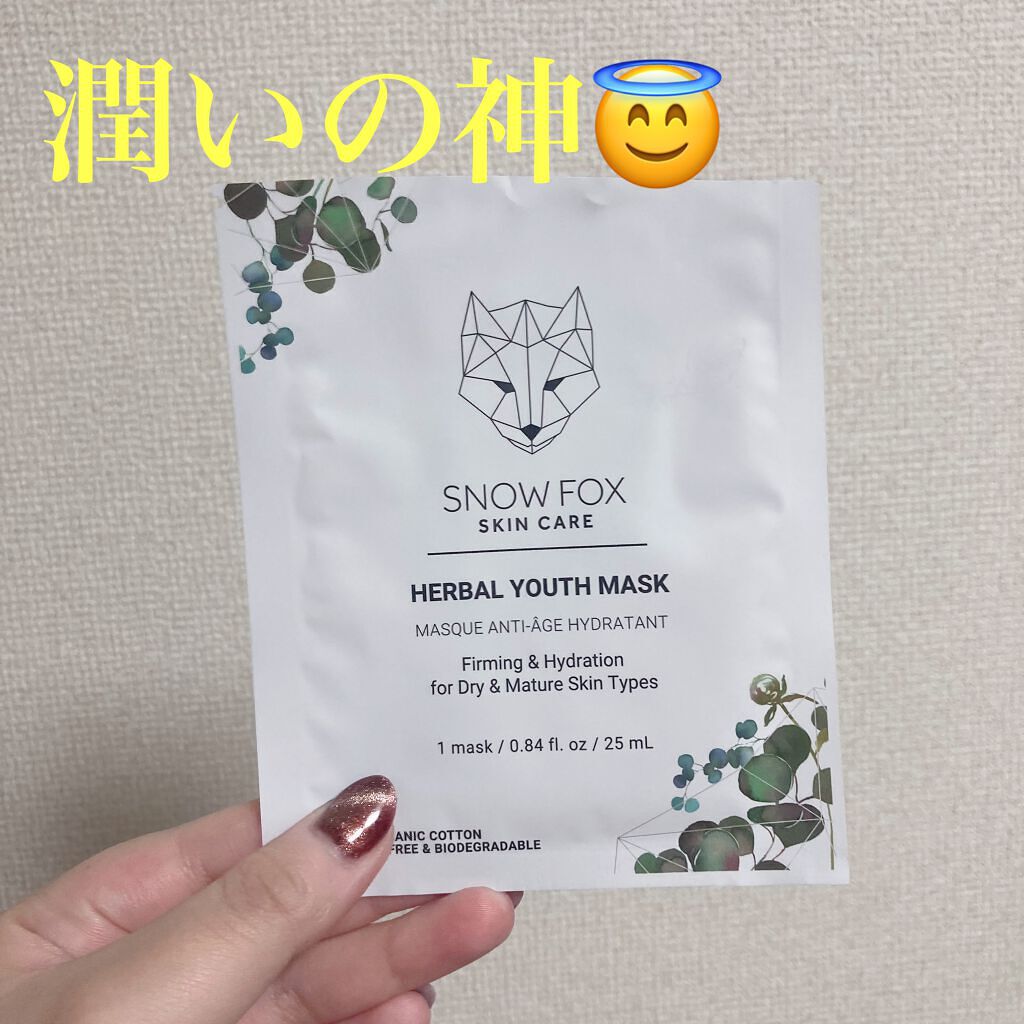 潤いの神😇
SNOW FOX
SKIN CARE
HERBAL YOUTH MASK
MASQUE ANTI-ÂGE HYDRATANT
Firming & Hydration
for Dry & Mature Skin Types
1 mask / 0.84 fl. oz / 25 mL
COTTON
FREE & BIODEGRADABLE